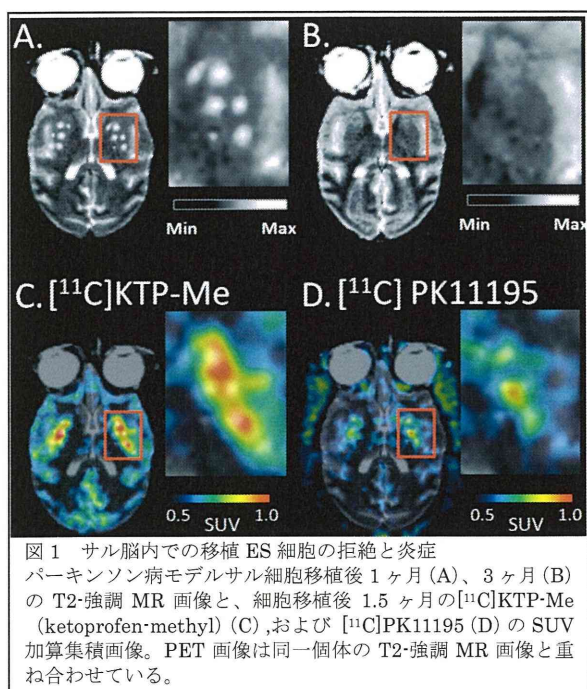 A.
B.
Min Max
Min Max
C. [¹¹C]KTP-Me
D. [¹¹C] PK11195
0.5 SUV 1.0
0.5 SUV 1.0
図 1 サル脳内での移植 ES 細胞の拒絶と炎症
パーキンソン病モデルサル細胞移植後 1 ヶ月(A)、3 ヶ月(B)
の T2-強調 MR 画像と、細胞移植後 1.5 ヶ月の[¹¹C]KTP-Me
(ketoprofen-methyl) (C) ,および [¹¹C]PK11195 (D) の SUV
加算集積画像。PET 画像は同一個体の T2-強調 MR 画像と重
ね合わせている。